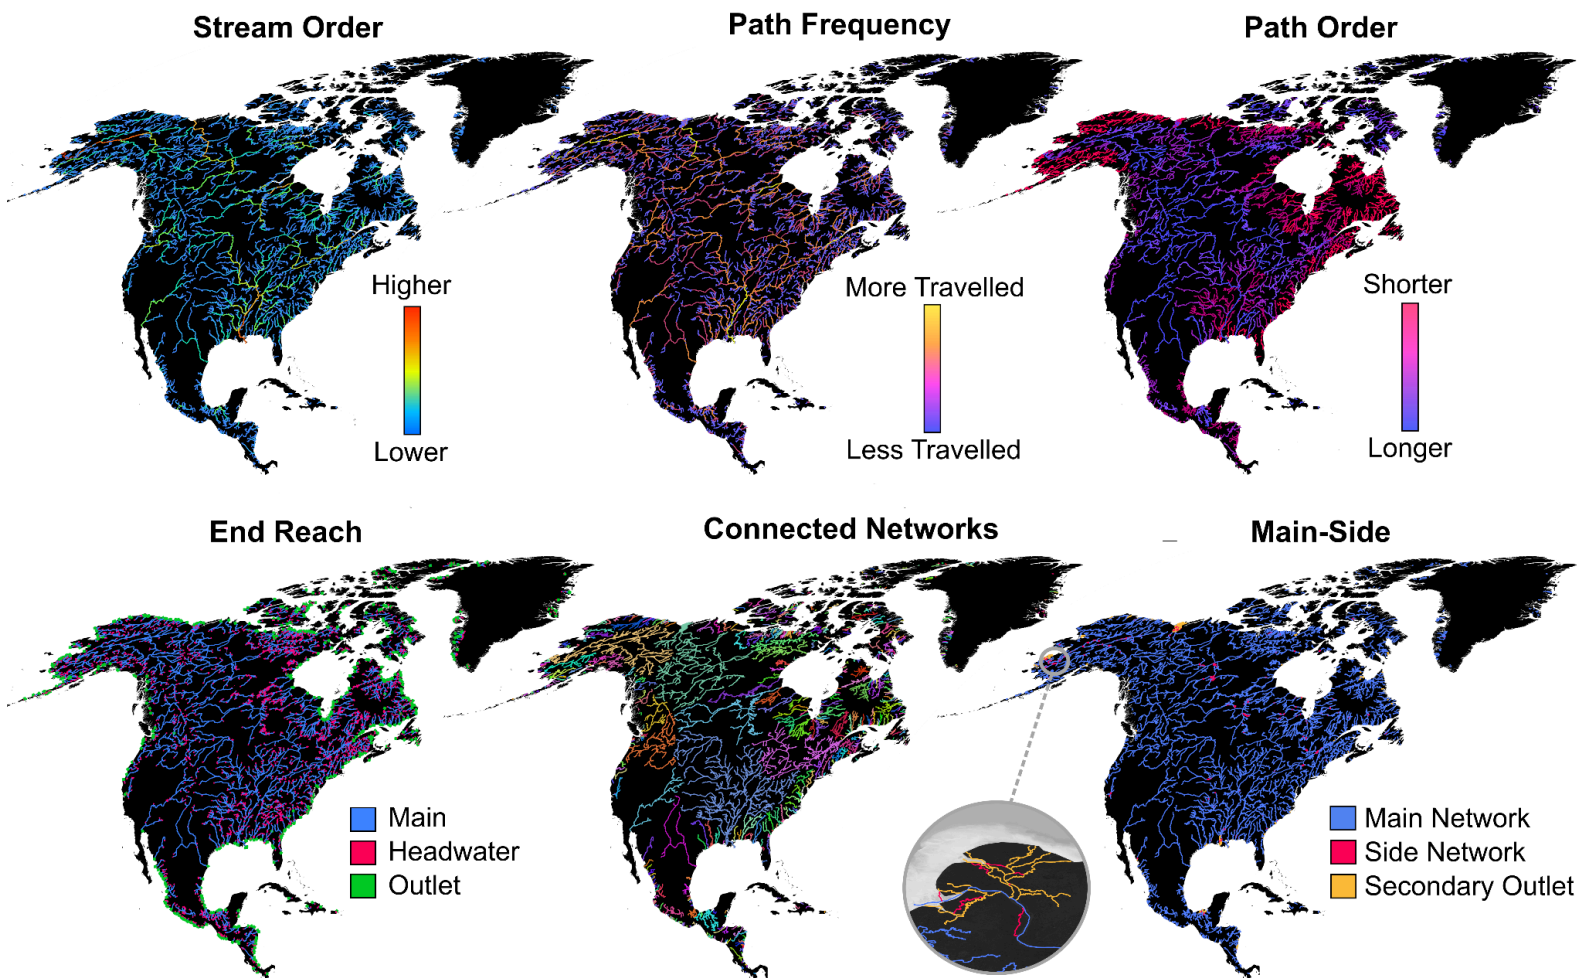 Stream Order
Path Frequency
Path Order
Higher
Lower
More Travelled
Less Travelled
Shorter
Longer
End Reach
Connected Networks
Main-Side
Main
Headwater
Outlet
Main Network
Side Network
Secondary Outlet